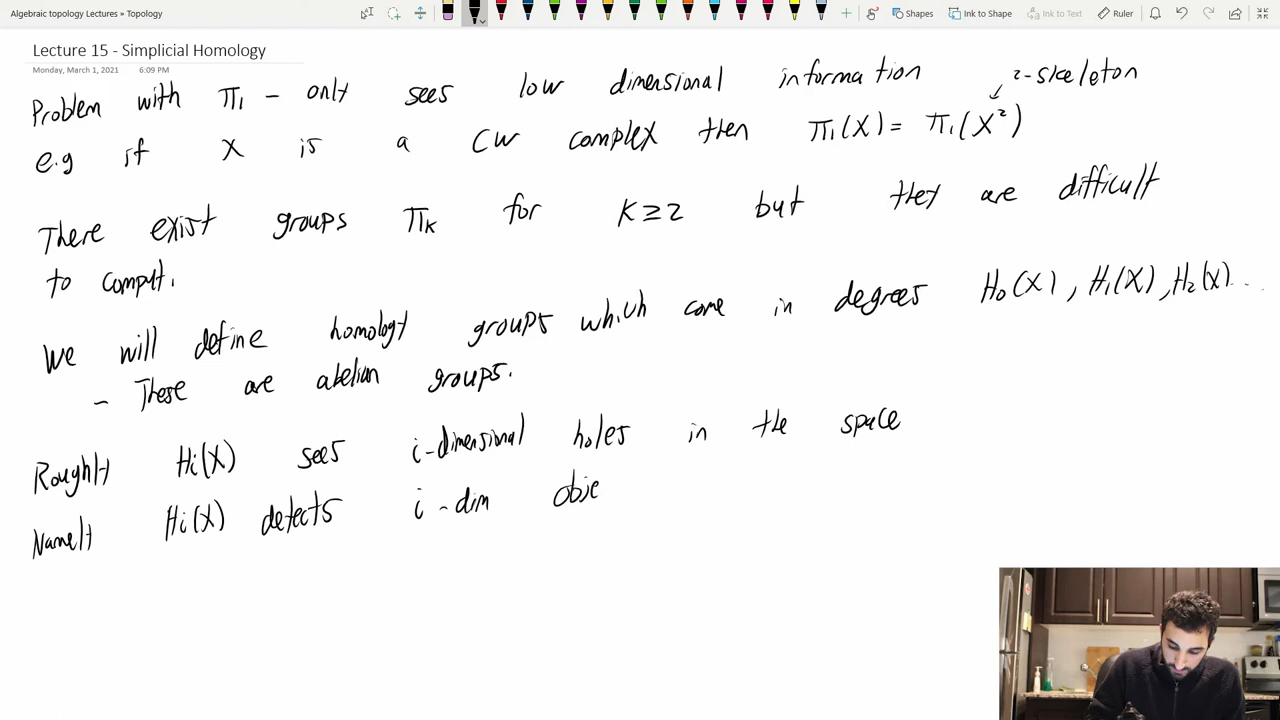 Algebraic topology Lectures » Topology
Shapes
Ink to Shape
Ink to Text
Ruler
Lecture 15 - Simplicial Homology
Monday, March 1, 2021 6:09 PM
Problem with π₁ – only sees low dimensional information
2-skeleton
e.g if X is a CW complex then π₁(X) = π₁(X²)
There exist groups πₖ for K ≥ 2 but they are difficult
to comput.
We will define homology groups which come in degrees H₀(X), H₁(X), H₂(X)...
– These are abelian groups.
Roughly Hᵢ(X) sees i-dimensional holes in the space
Namely Hᵢ(X) detects i-dim obje